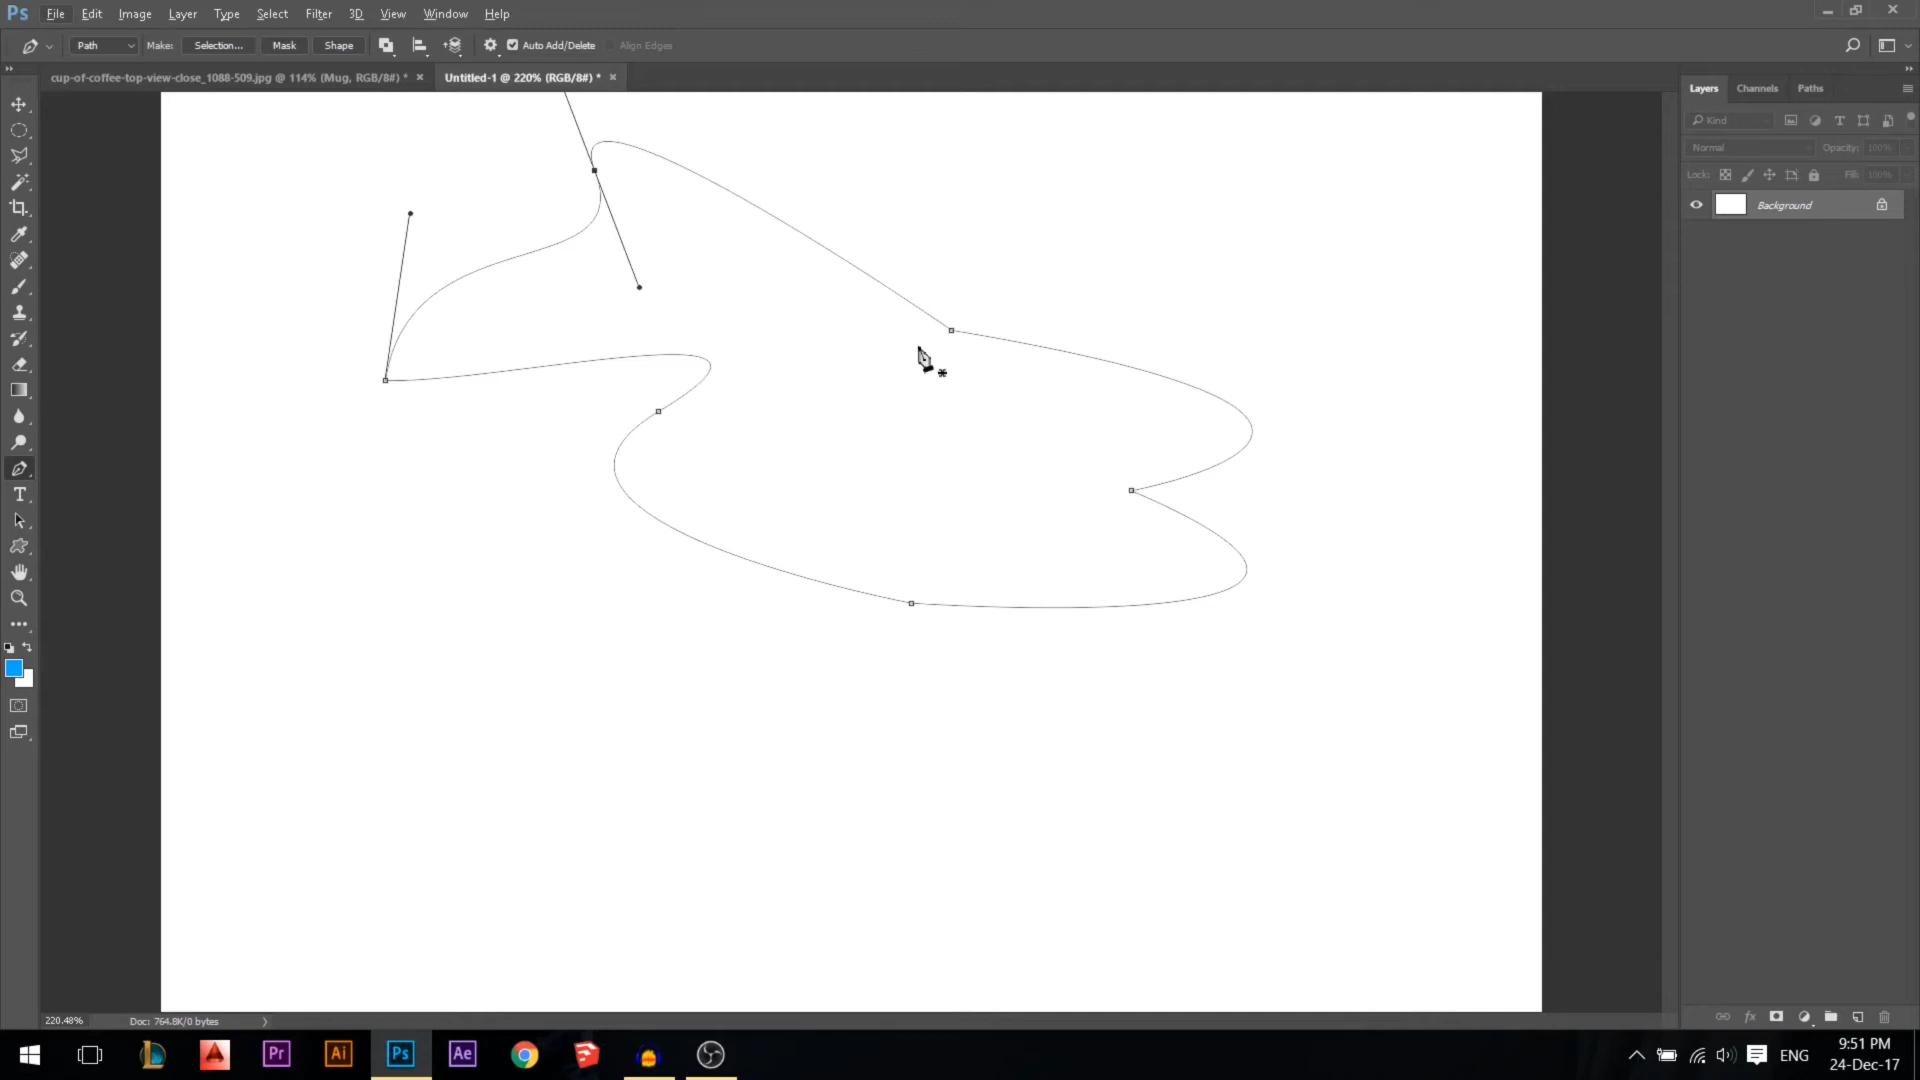 Ps File Edit Image Layer Type Select Filter 3D View Window Help
Path Make: Selection... Mask Shape Auto Add/Delete Align Edges
cup-of-coffee-top-view-close_1088-509.jpg @ 114% (Mug, RGB/8#) * × Untitled-1 @ 220% (RGB/8#) * ×
Layers Channels Paths
Kind
Normal Opacity: 100%
Lock: Fill: 100%
Background
T
220.48% Doc: 764.8K/0 bytes
Pr Ai Ps Ae
ENG
9:51 PM
24-Dec-17